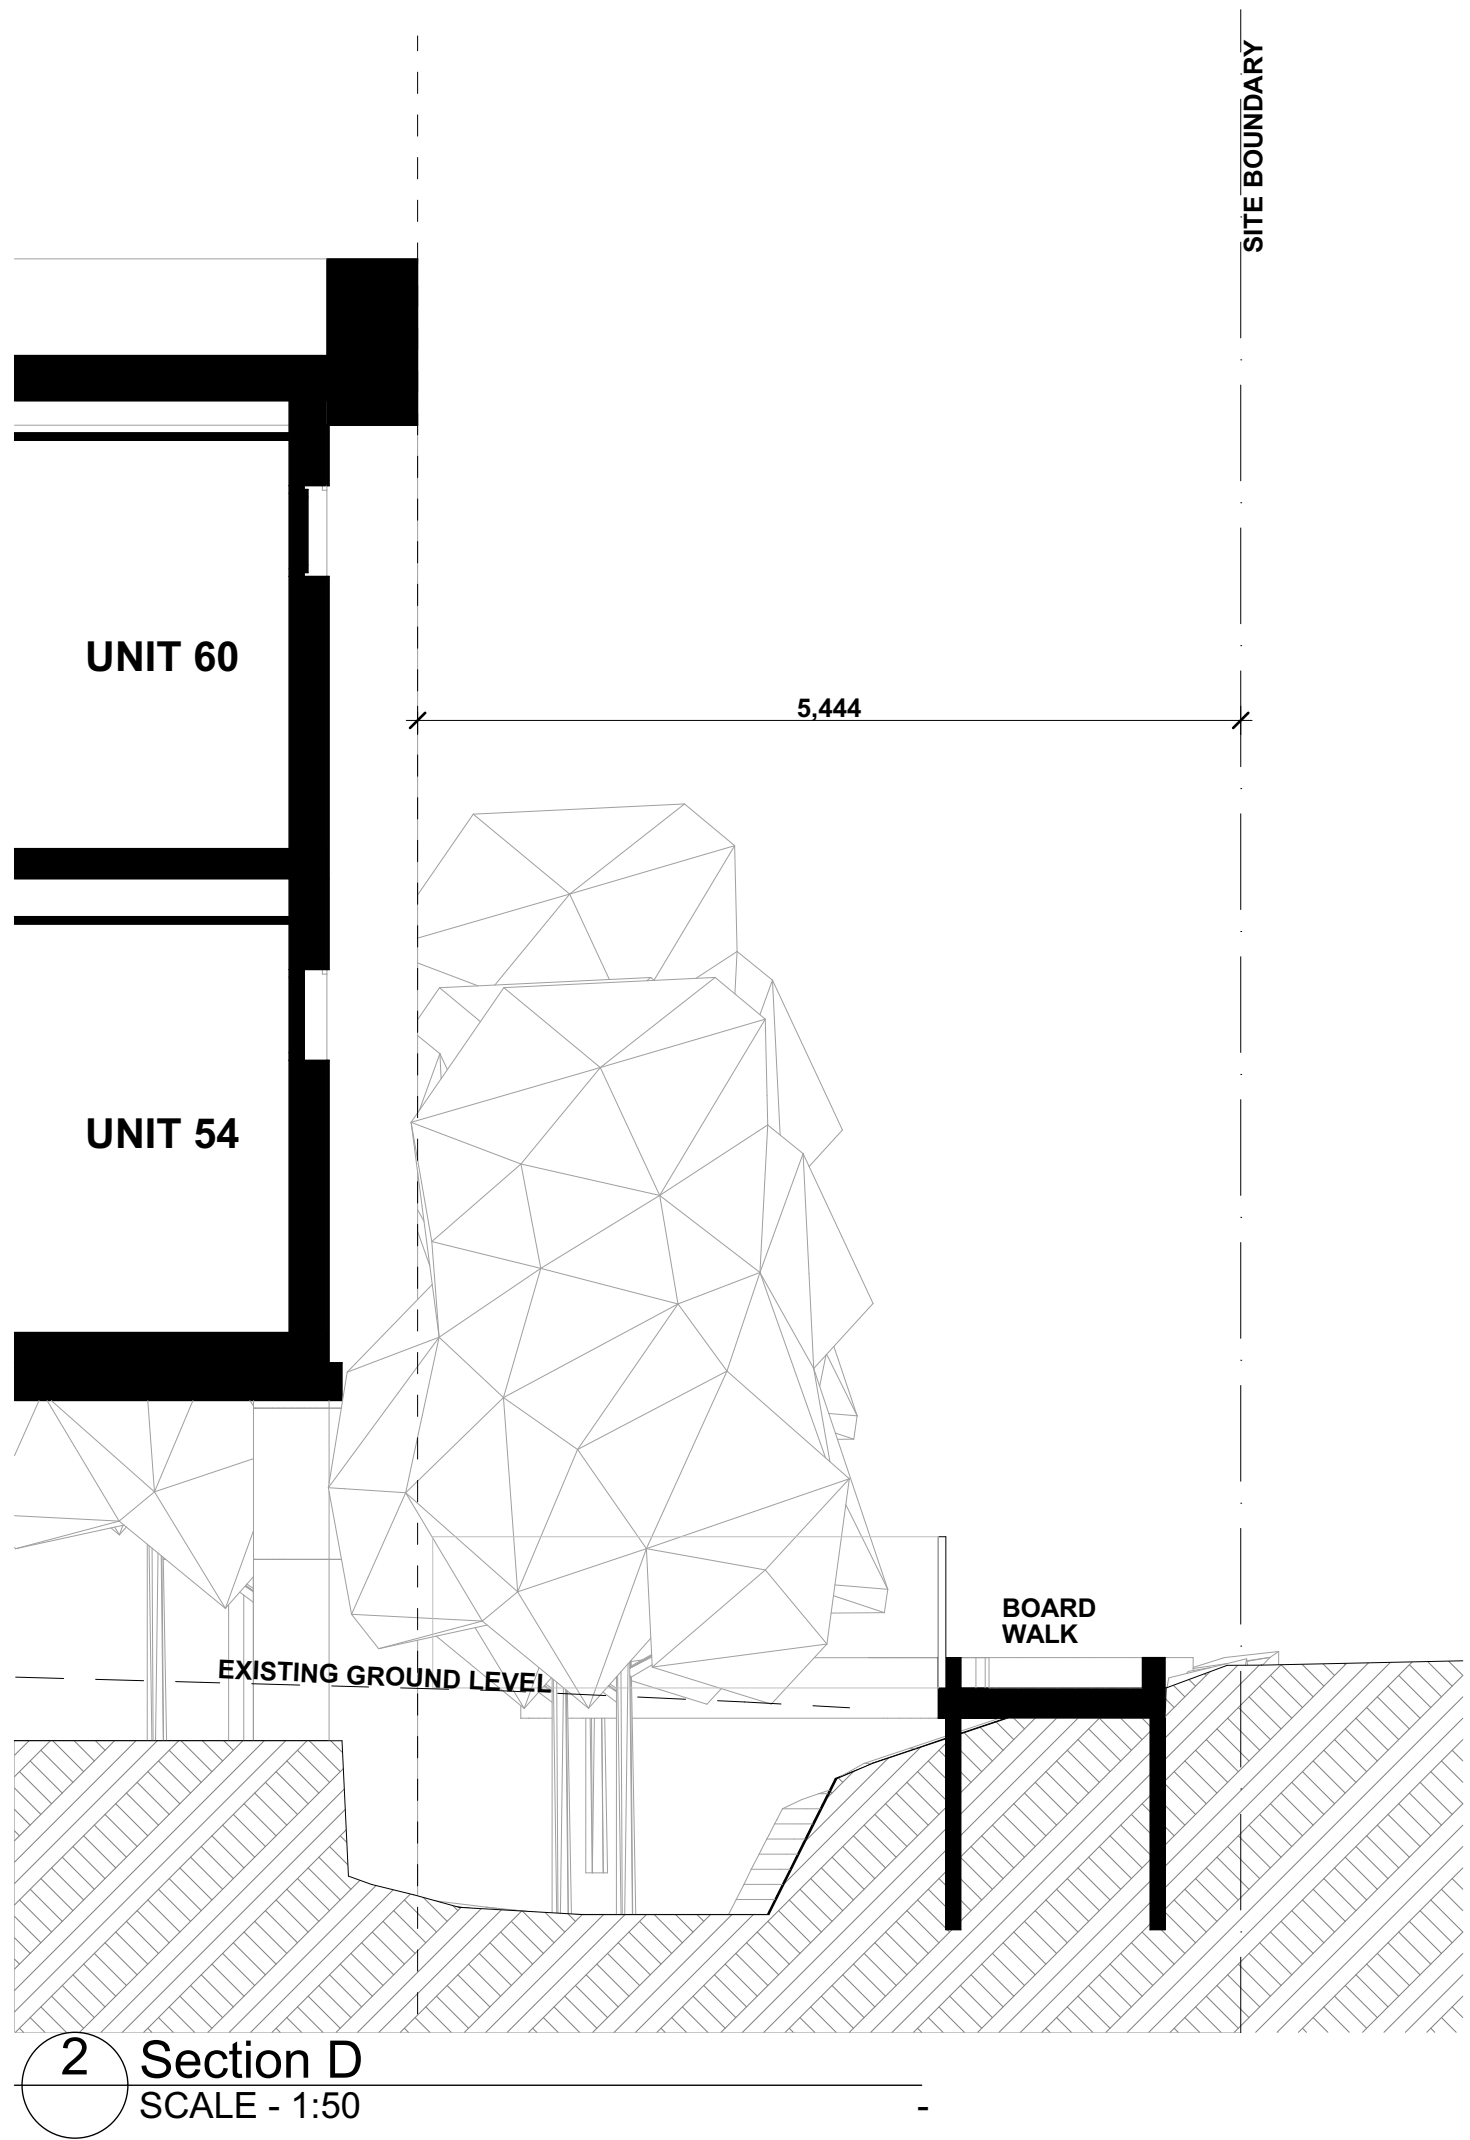 SITE BOUNDARY
UNIT 60
5,444
UNIT 54
BOARD
WALK
EXISTING GROUND LEVEL
2
Section D
SCALE - 1:50
-